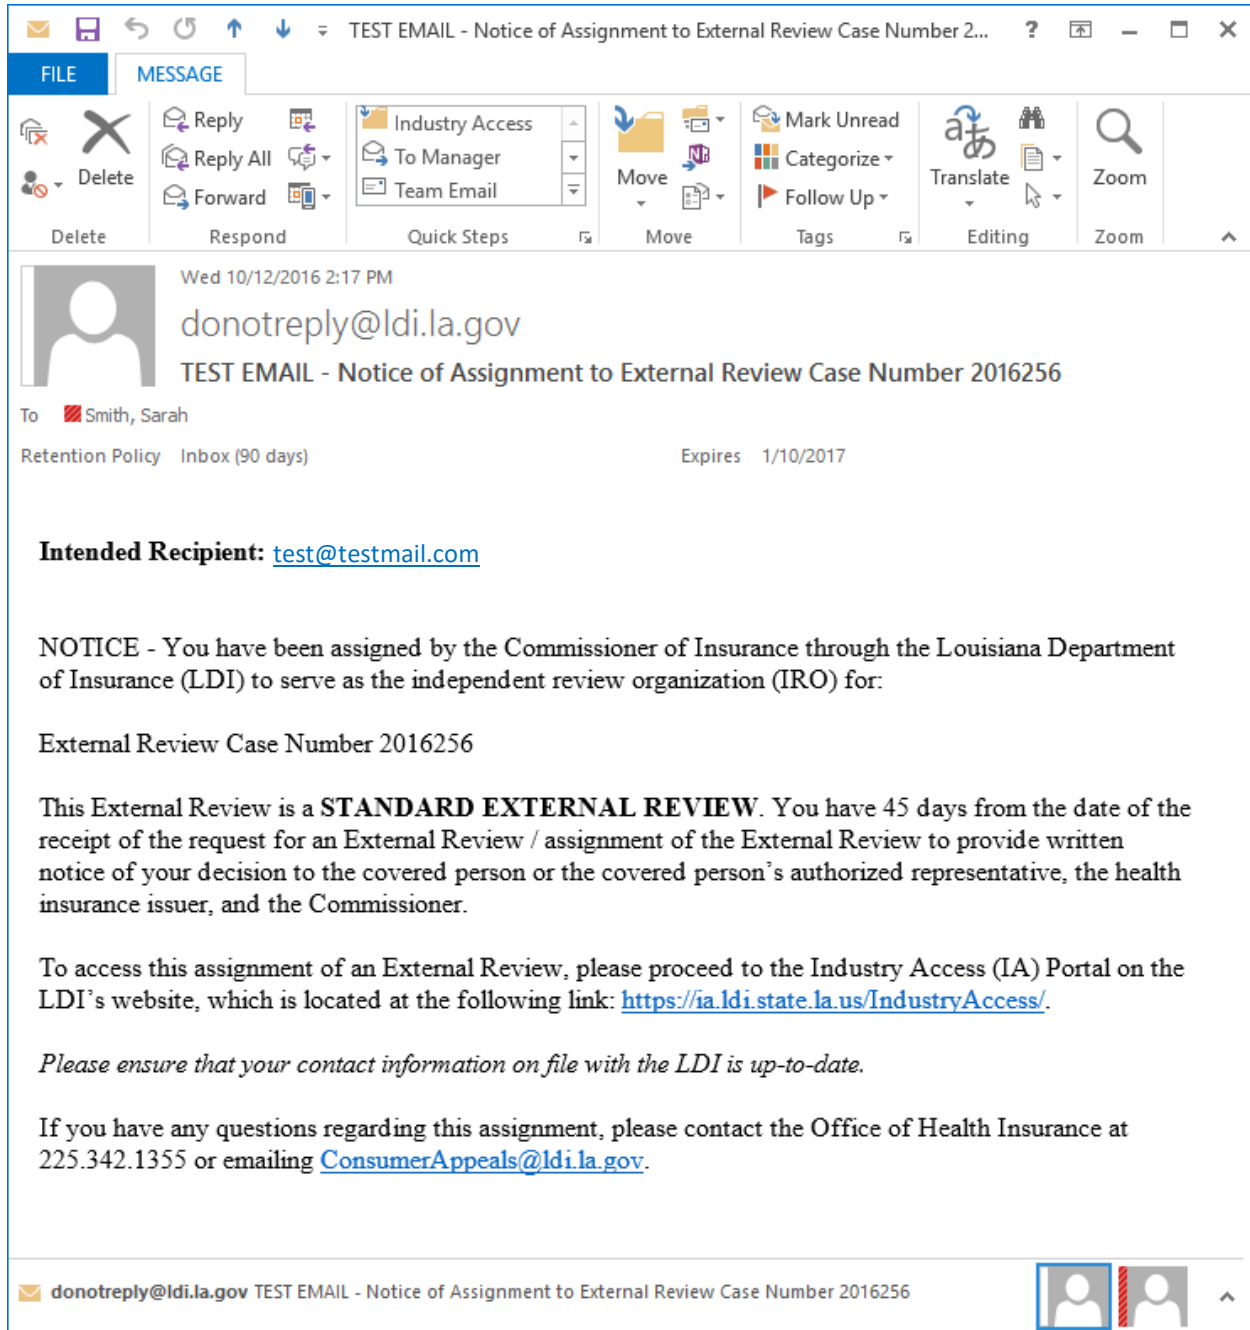 TEST EMAIL - Notice of Assignment to External Review Case Number 2... ?
FILE MESSAGE
Delete
Reply
Reply All
Forward
Industry Access
To Manager
Team Email
Move
Mark Unread
Categorize
Follow Up
Translate
Zoom
Delete Respond Quick Steps Move Tags Editing Zoom
Wed 10/12/2016 2:17 PM
donotreply@ldi.la.gov
TEST EMAIL - Notice of Assignment to External Review Case Number 2016256
To Smith, Sarah
Retention Policy Inbox (90 days) Expires 1/10/2017
Intended Recipient: test@testmail.com
NOTICE - You have been assigned by the Commissioner of Insurance through the Louisiana Department
of Insurance (LDI) to serve as the independent review organization (IRO) for:
External Review Case Number 2016256
This External Review is a STANDARD EXTERNAL REVIEW. You have 45 days from the date of the
receipt of the request for an External Review / assignment of the External Review to provide written
notice of your decision to the covered person or the covered person's authorized representative, the health
insurance issuer, and the Commissioner.
To access this assignment of an External Review, please proceed to the Industry Access (IA) Portal on the
LDI's website, which is located at the following link: https://ia.ldi.state.la.us/IndustryAccess/.
Please ensure that your contact information on file with the LDI is up-to-date.
If you have any questions regarding this assignment, please contact the Office of Health Insurance at
225.342.1355 or emailing ConsumerAppeals@ldi.la.gov.
donotreply@ldi.la.gov TEST EMAIL - Notice of Assignment to External Review Case Number 2016256